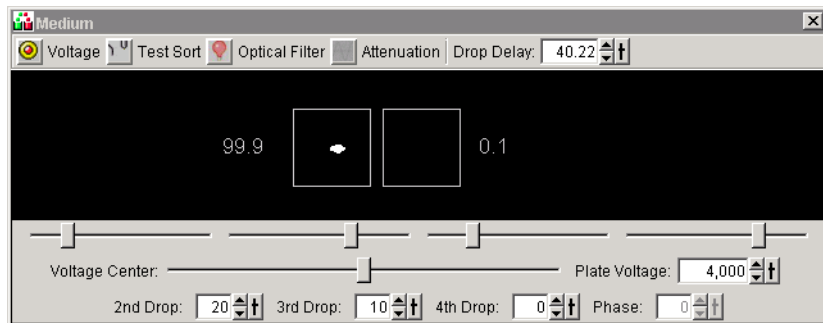 Medium
Voltage Test Sort Optical Filter Attenuation Drop Delay: 40.22
99.9 0.1
Voltage Center: Plate Voltage: 4,000
2nd Drop: 20 3rd Drop: 10 4th Drop: 0 Phase: 0